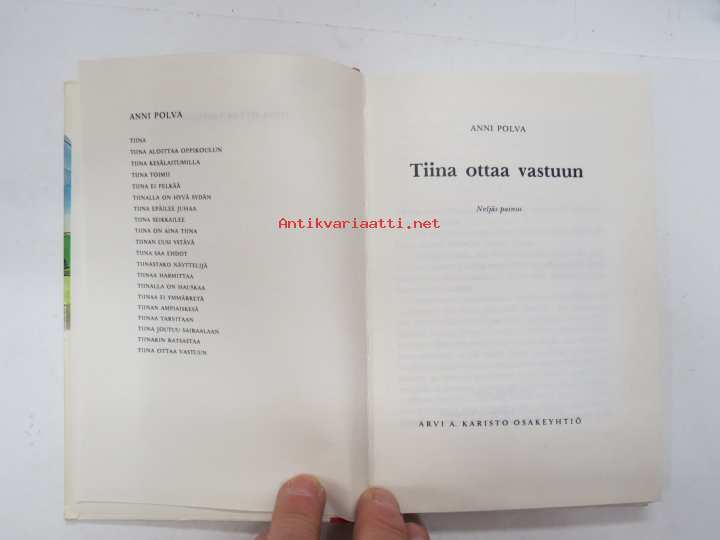 ANNI POLVA
TIINA
TIINA ALOITTAA OPPIKOULUN
TIINA KESÄLAITUMILLA
TIINA TOIMII
TIINA EI PELKÄÄ
TIINALLA ON HYVÄ SYDÄN
TIINA EPÄILEE JUHAA
TIINA SEIKKAILEE
TIINA ON AINA TIINA
TIINAN UUSI YSTÄVÄ
TIINA SAA EHDOT
TIINASTAKO NÄYTTELIJÄ
TIINAA HARMITTAA
TIINALLA ON HAUSKAA
TIINAA EI YMMÄRRETÄ
TIINAN AMPIAISKESÄ
TIINAA TARVITAAN
TIINA JOUTUU SAIRAALAAN
TIINAKIN RATSASTAA
TIINA OTTAA VASTUUN
ANNI POLVA
Tiina ottaa vastuun
Neljäs painos
Antikvariaatti.net
ARVI A. KARISTO OSAKEYHTIÖ